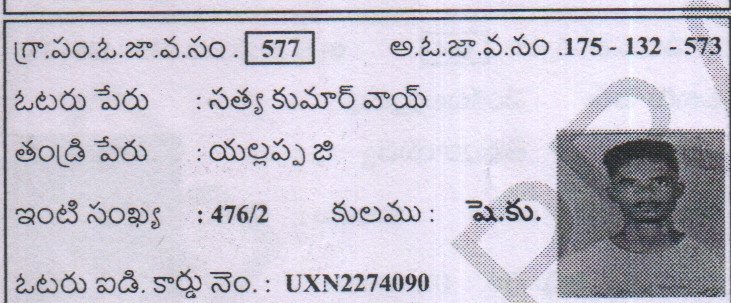 గ్రా.పం.ఓ.జా.వ.సం. 577 అ.ఓ.జా.వ.సం .175 - 132 - 573
ఓటరు పేరు : సత్య కుమార్ వాయ్
తండ్రి పేరు : యల్లప్ప జి
ఇంటి సంఖ్య : 476/2 కులము : షె.కు.
ఓటరు ఐడి. కార్డు నెం. : UXN2274090